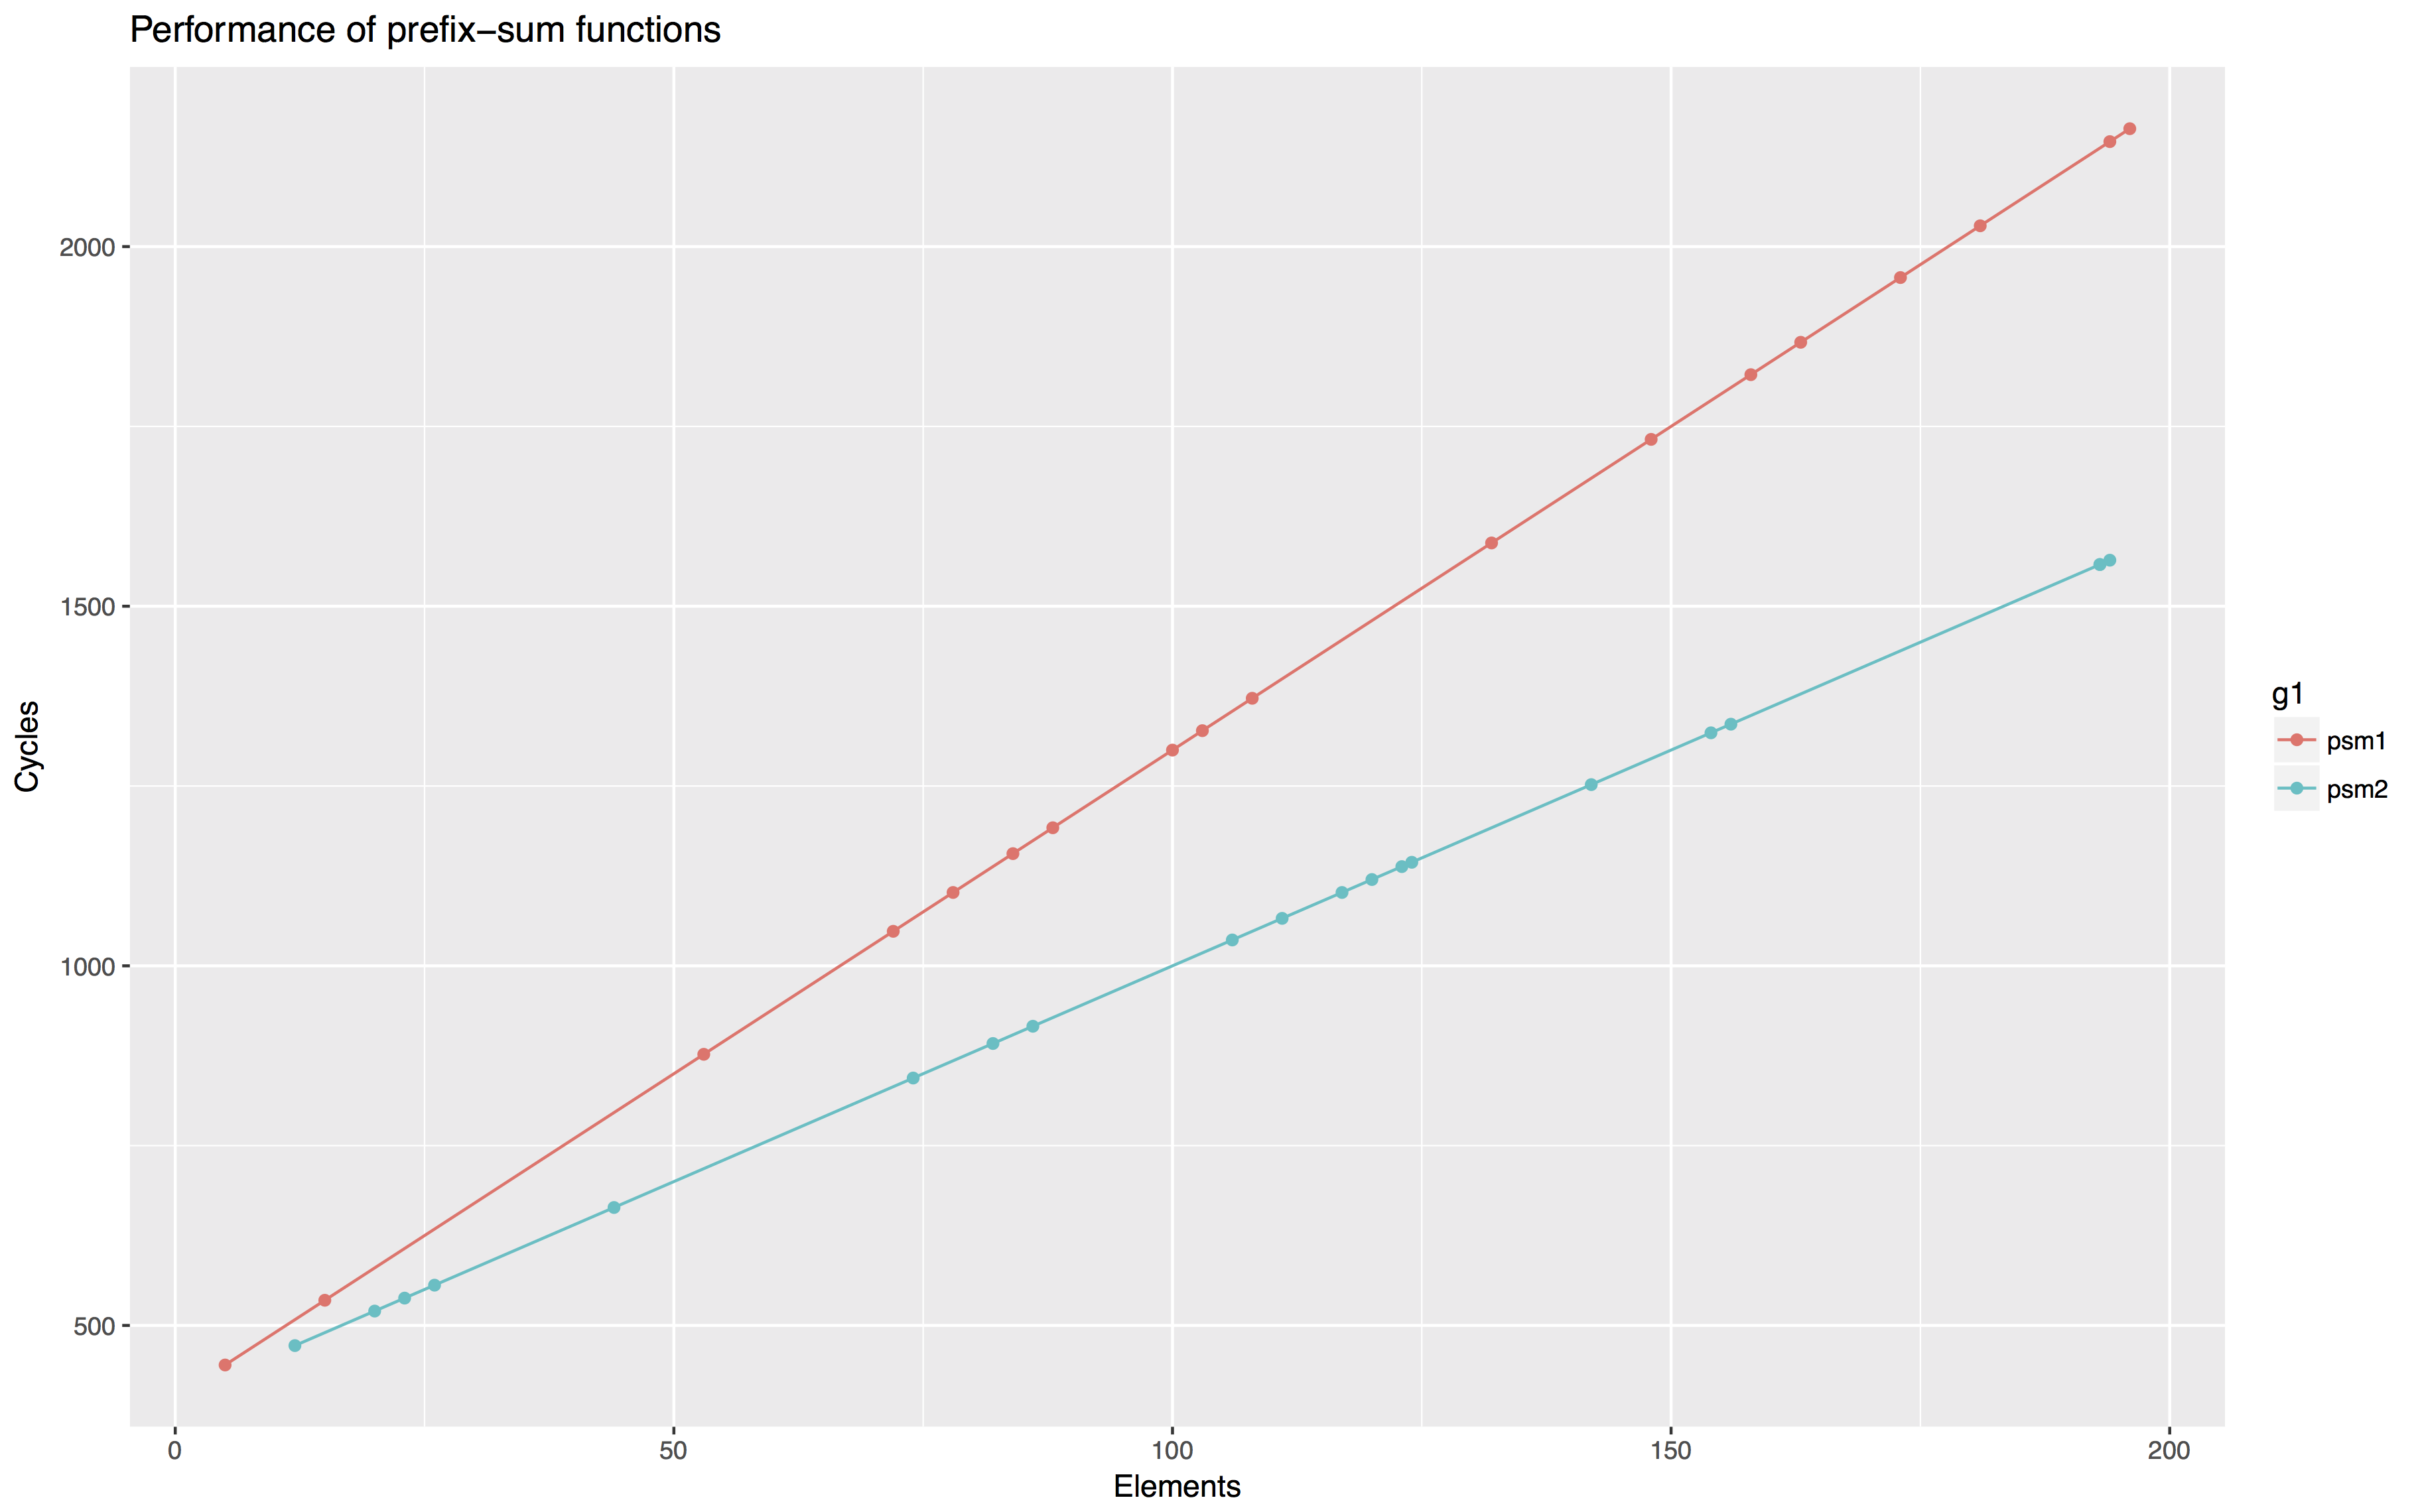 Performance of prefix−sum functions
2000
1500
1000
500
Cycles
0 50 100 150 200
Elements
g1
psm1
psm2